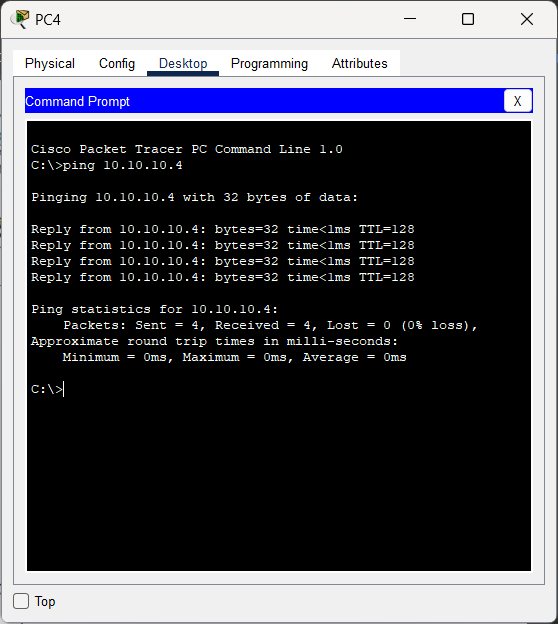 PC4
Physical Config Desktop Programming Attributes
Command Prompt X
Cisco Packet Tracer PC Command Line 1.0
C:\>ping 10.10.10.4
Pinging 10.10.10.4 with 32 bytes of data:
Reply from 10.10.10.4: bytes=32 time<1ms TTL=128
Reply from 10.10.10.4: bytes=32 time<1ms TTL=128
Reply from 10.10.10.4: bytes=32 time<1ms TTL=128
Reply from 10.10.10.4: bytes=32 time<1ms TTL=128
Ping statistics for 10.10.10.4:
Packets: Sent = 4, Received = 4, Lost = 0 (0% loss),
Approximate round trip times in milli-seconds:
Minimum = 0ms, Maximum = 0ms, Average = 0ms
C:\>
Top